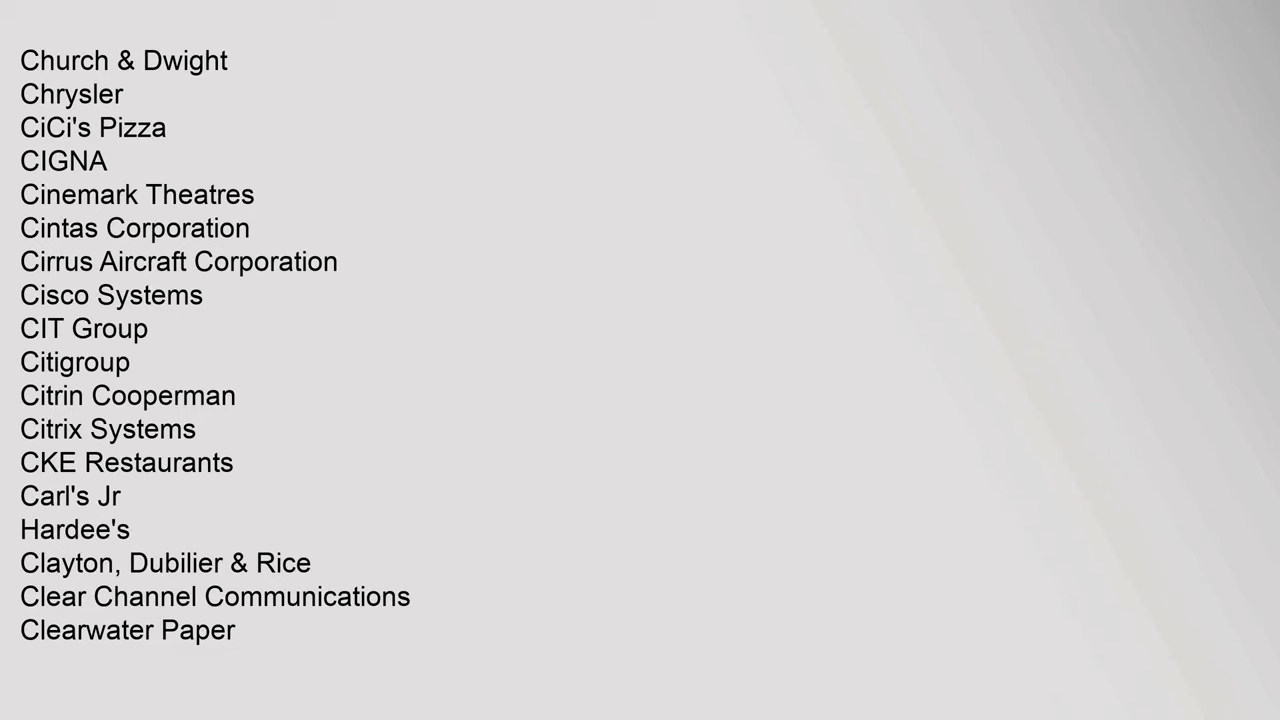 Church & Dwight
Chrysler
CiCi's Pizza
CIGNA
Cinemark Theatres
Cintas Corporation
Cirrus Aircraft Corporation
Cisco Systems
CIT Group
Citigroup
Citrin Cooperman
Citrix Systems
CKE Restaurants
Carl's Jr
Hardee's
Clayton, Dubilier & Rice
Clear Channel Communications
Clearwater Paper